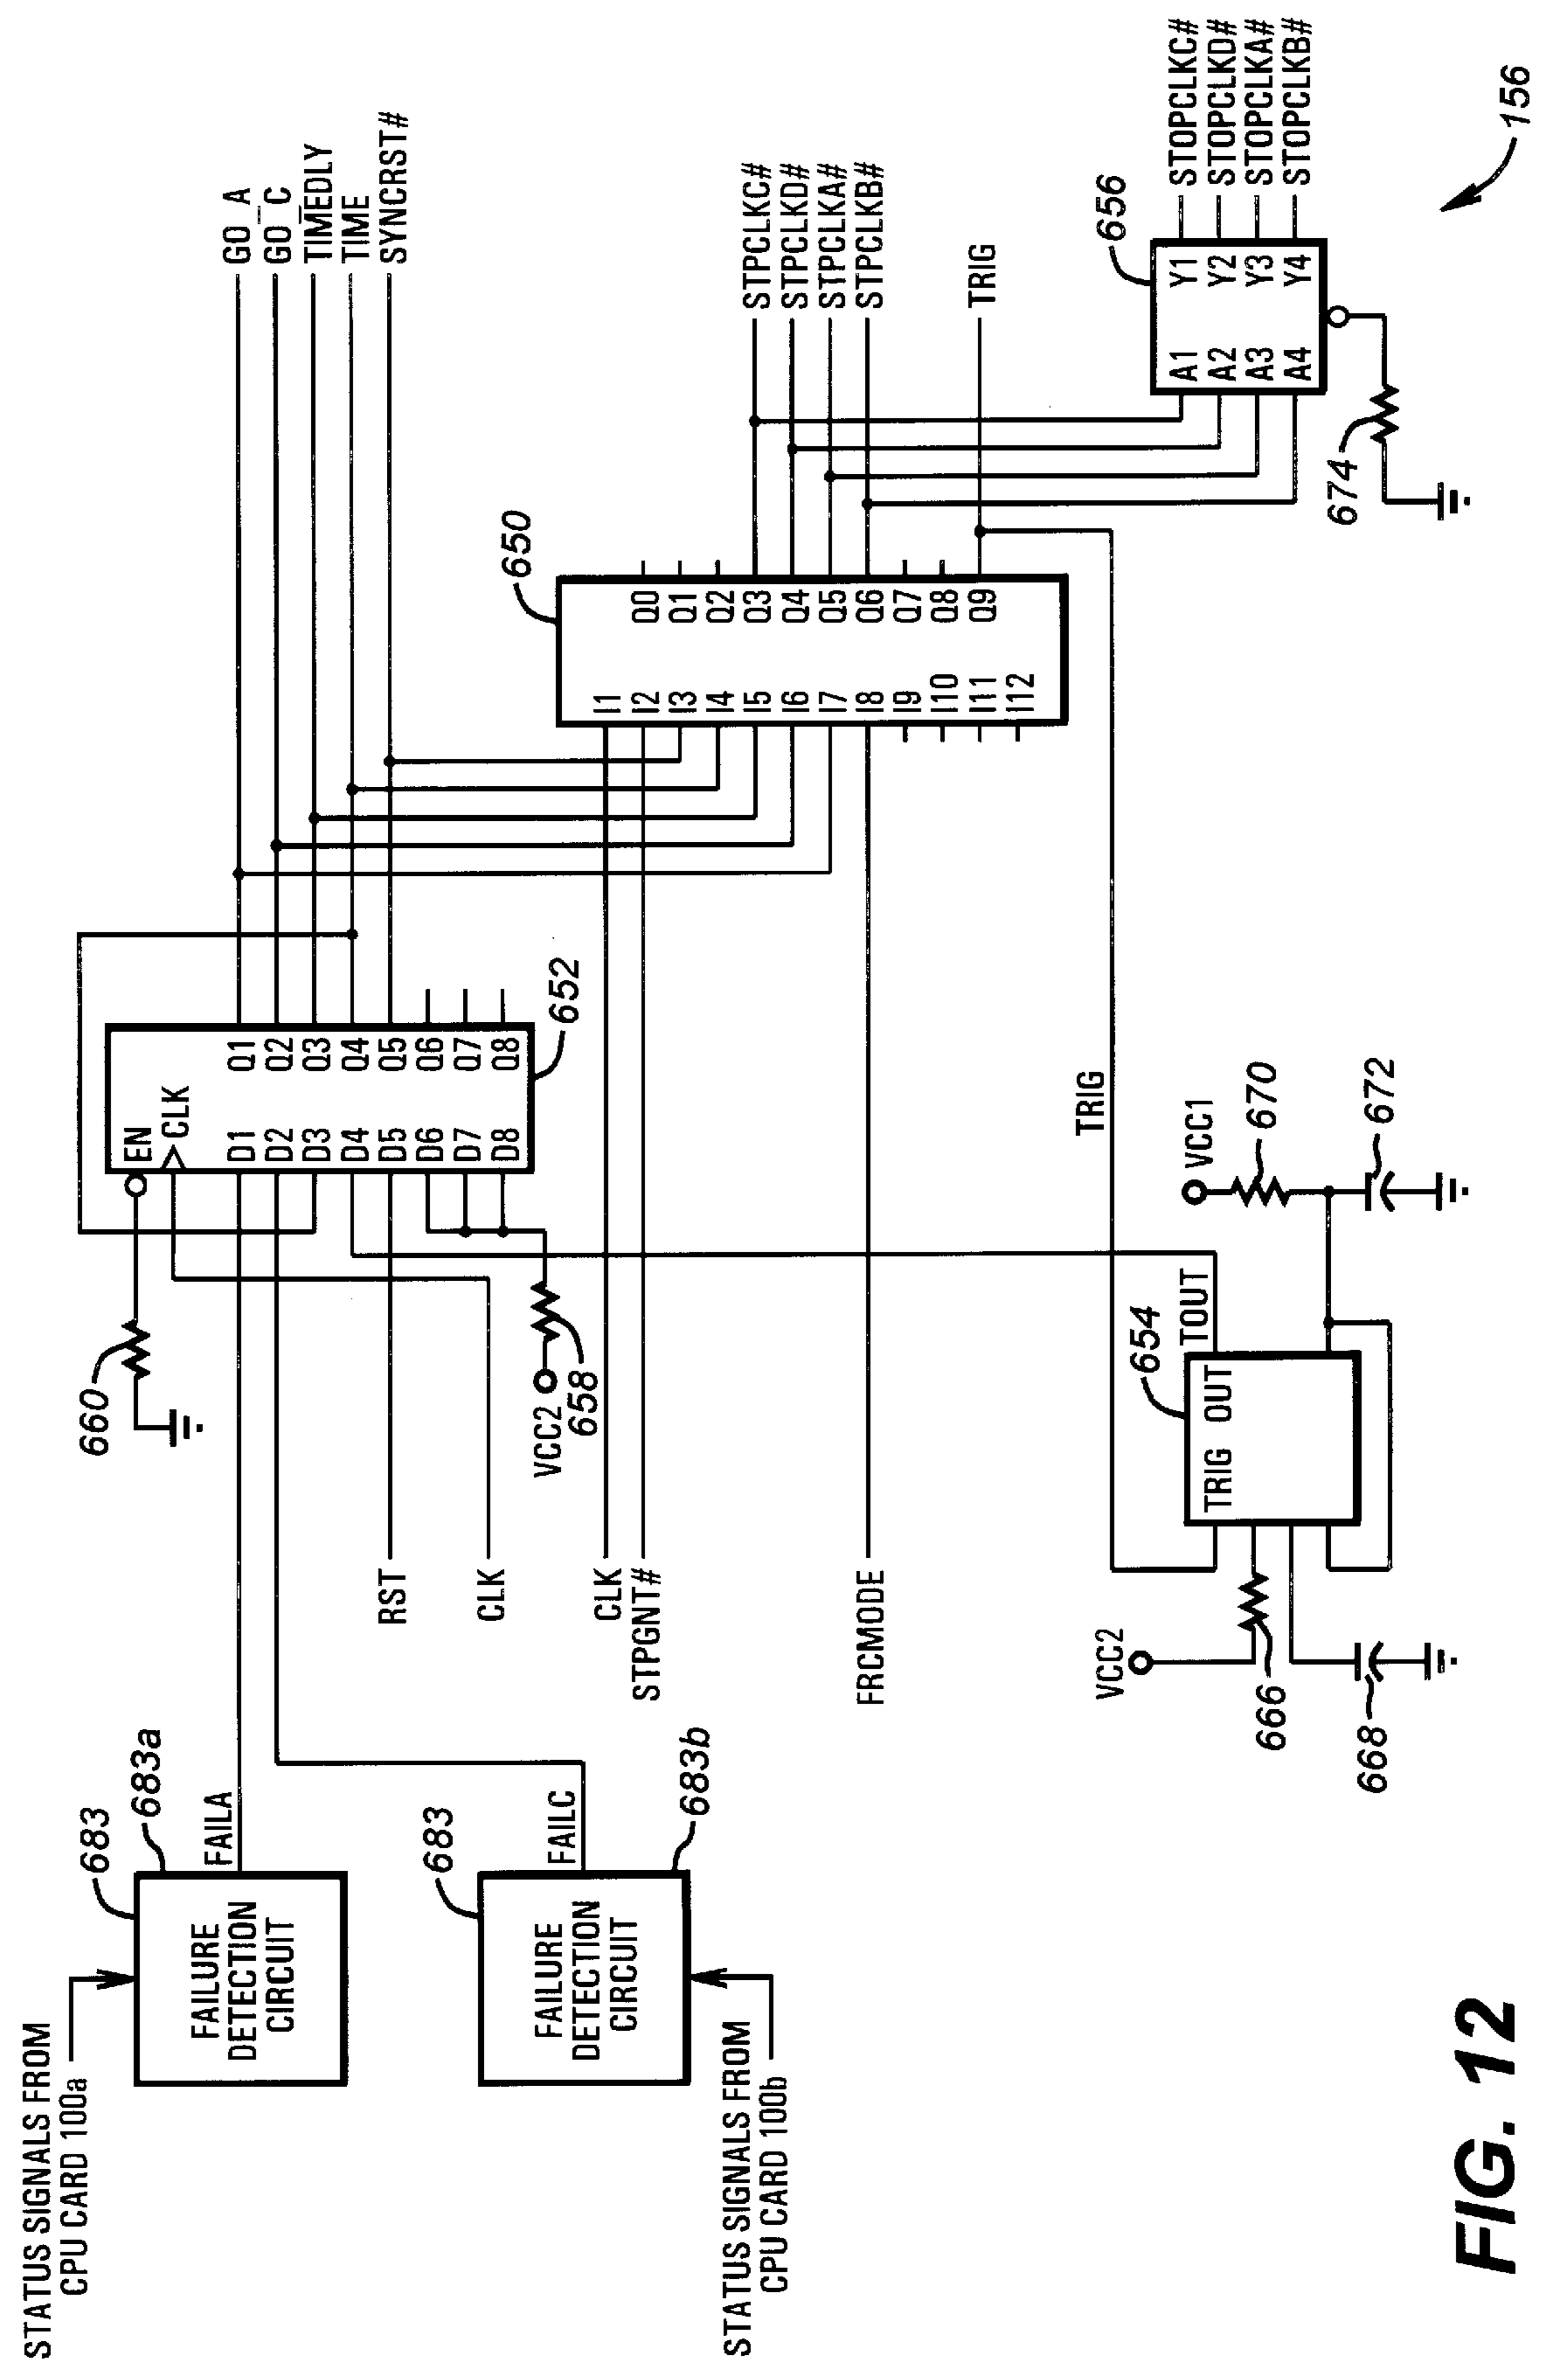 STATUS SIGNALS FROM
CPU CARD 100a
683
683a
FAILURE
DETECTION
CIRCUIT
FAILA
STATUS SIGNALS FROM
CPU CARD 100b
683
683b
FAILURE
DETECTION
CIRCUIT
FAILC
660
EN
CLK
D1 Q1
D2 Q2
D3 Q3
D4 Q4
D5 Q5
D6 Q6
D7 Q7
D8 Q8
652
GO_A
GO_C
TIMEDLY
TIME
SYNCRST#
RST
CLK
VCC2
658
CLK
STPGNT#
FRCMODE
650
I1
I2 Q0
I3 Q1
I4 Q2
I5 Q3
I6 Q4
I7 Q5
I8 Q6
I9 Q7
I10 Q8
I11 Q9
I12
STPCLKC#
STPCLKD#
STPCLKA#
STPCLKB#
TRIG
TRIG
VCC2
666
668
654
TRIG OUT
TOUT
VCC1
670
672
656
A1 Y1
A2 Y2
A3 Y3
A4 Y4
STOPCLKC#
STOPCLKD#
STOPCLKA#
STOPCLKB#
674
156
FIG. 12